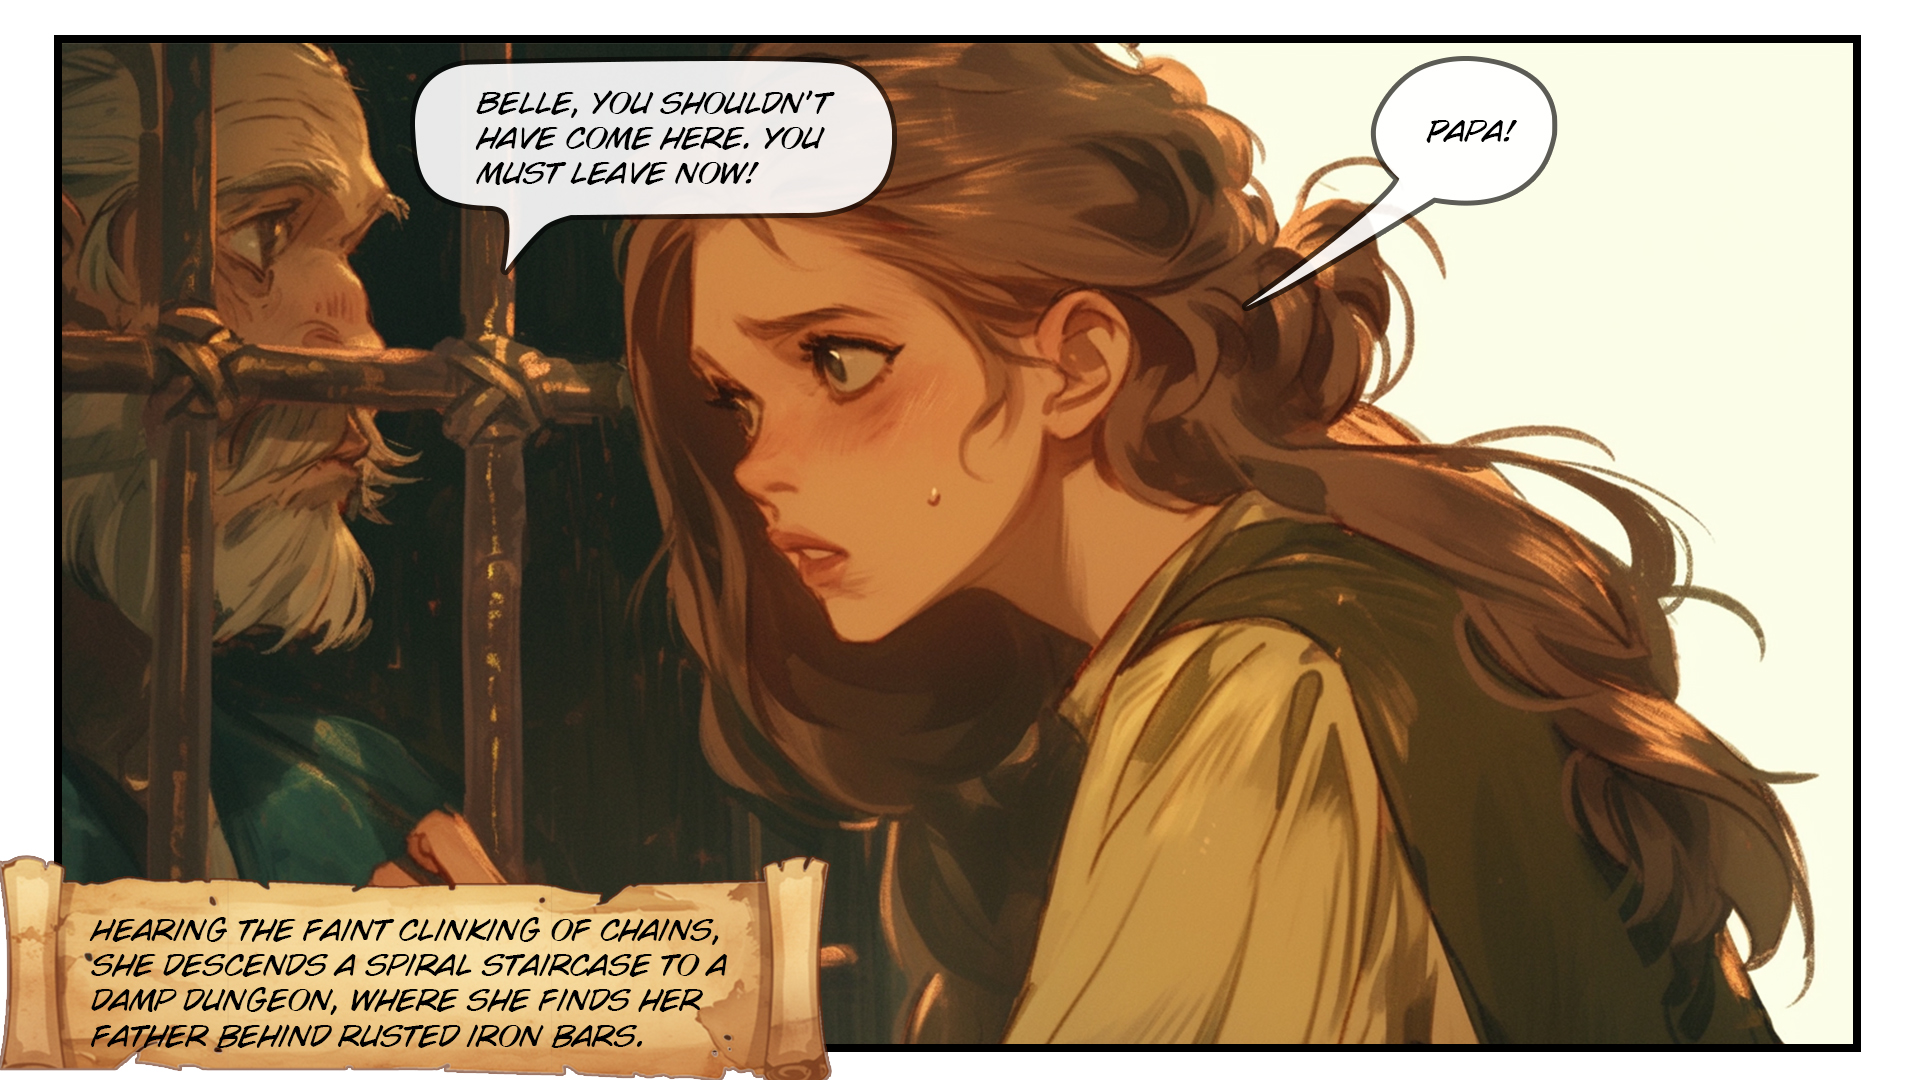 BELLE, YOU SHOULDN'T
HAVE COME HERE. YOU
MUST LEAVE NOW!
PAPA!
HEARING THE FAINT CLINKING OF CHAINS,
SHE DESCENDS A SPIRAL STAIRCASE TO A
DAMP DUNGEON, WHERE SHE FINDS HER
FATHER BEHIND RUSTED IRON BARS.